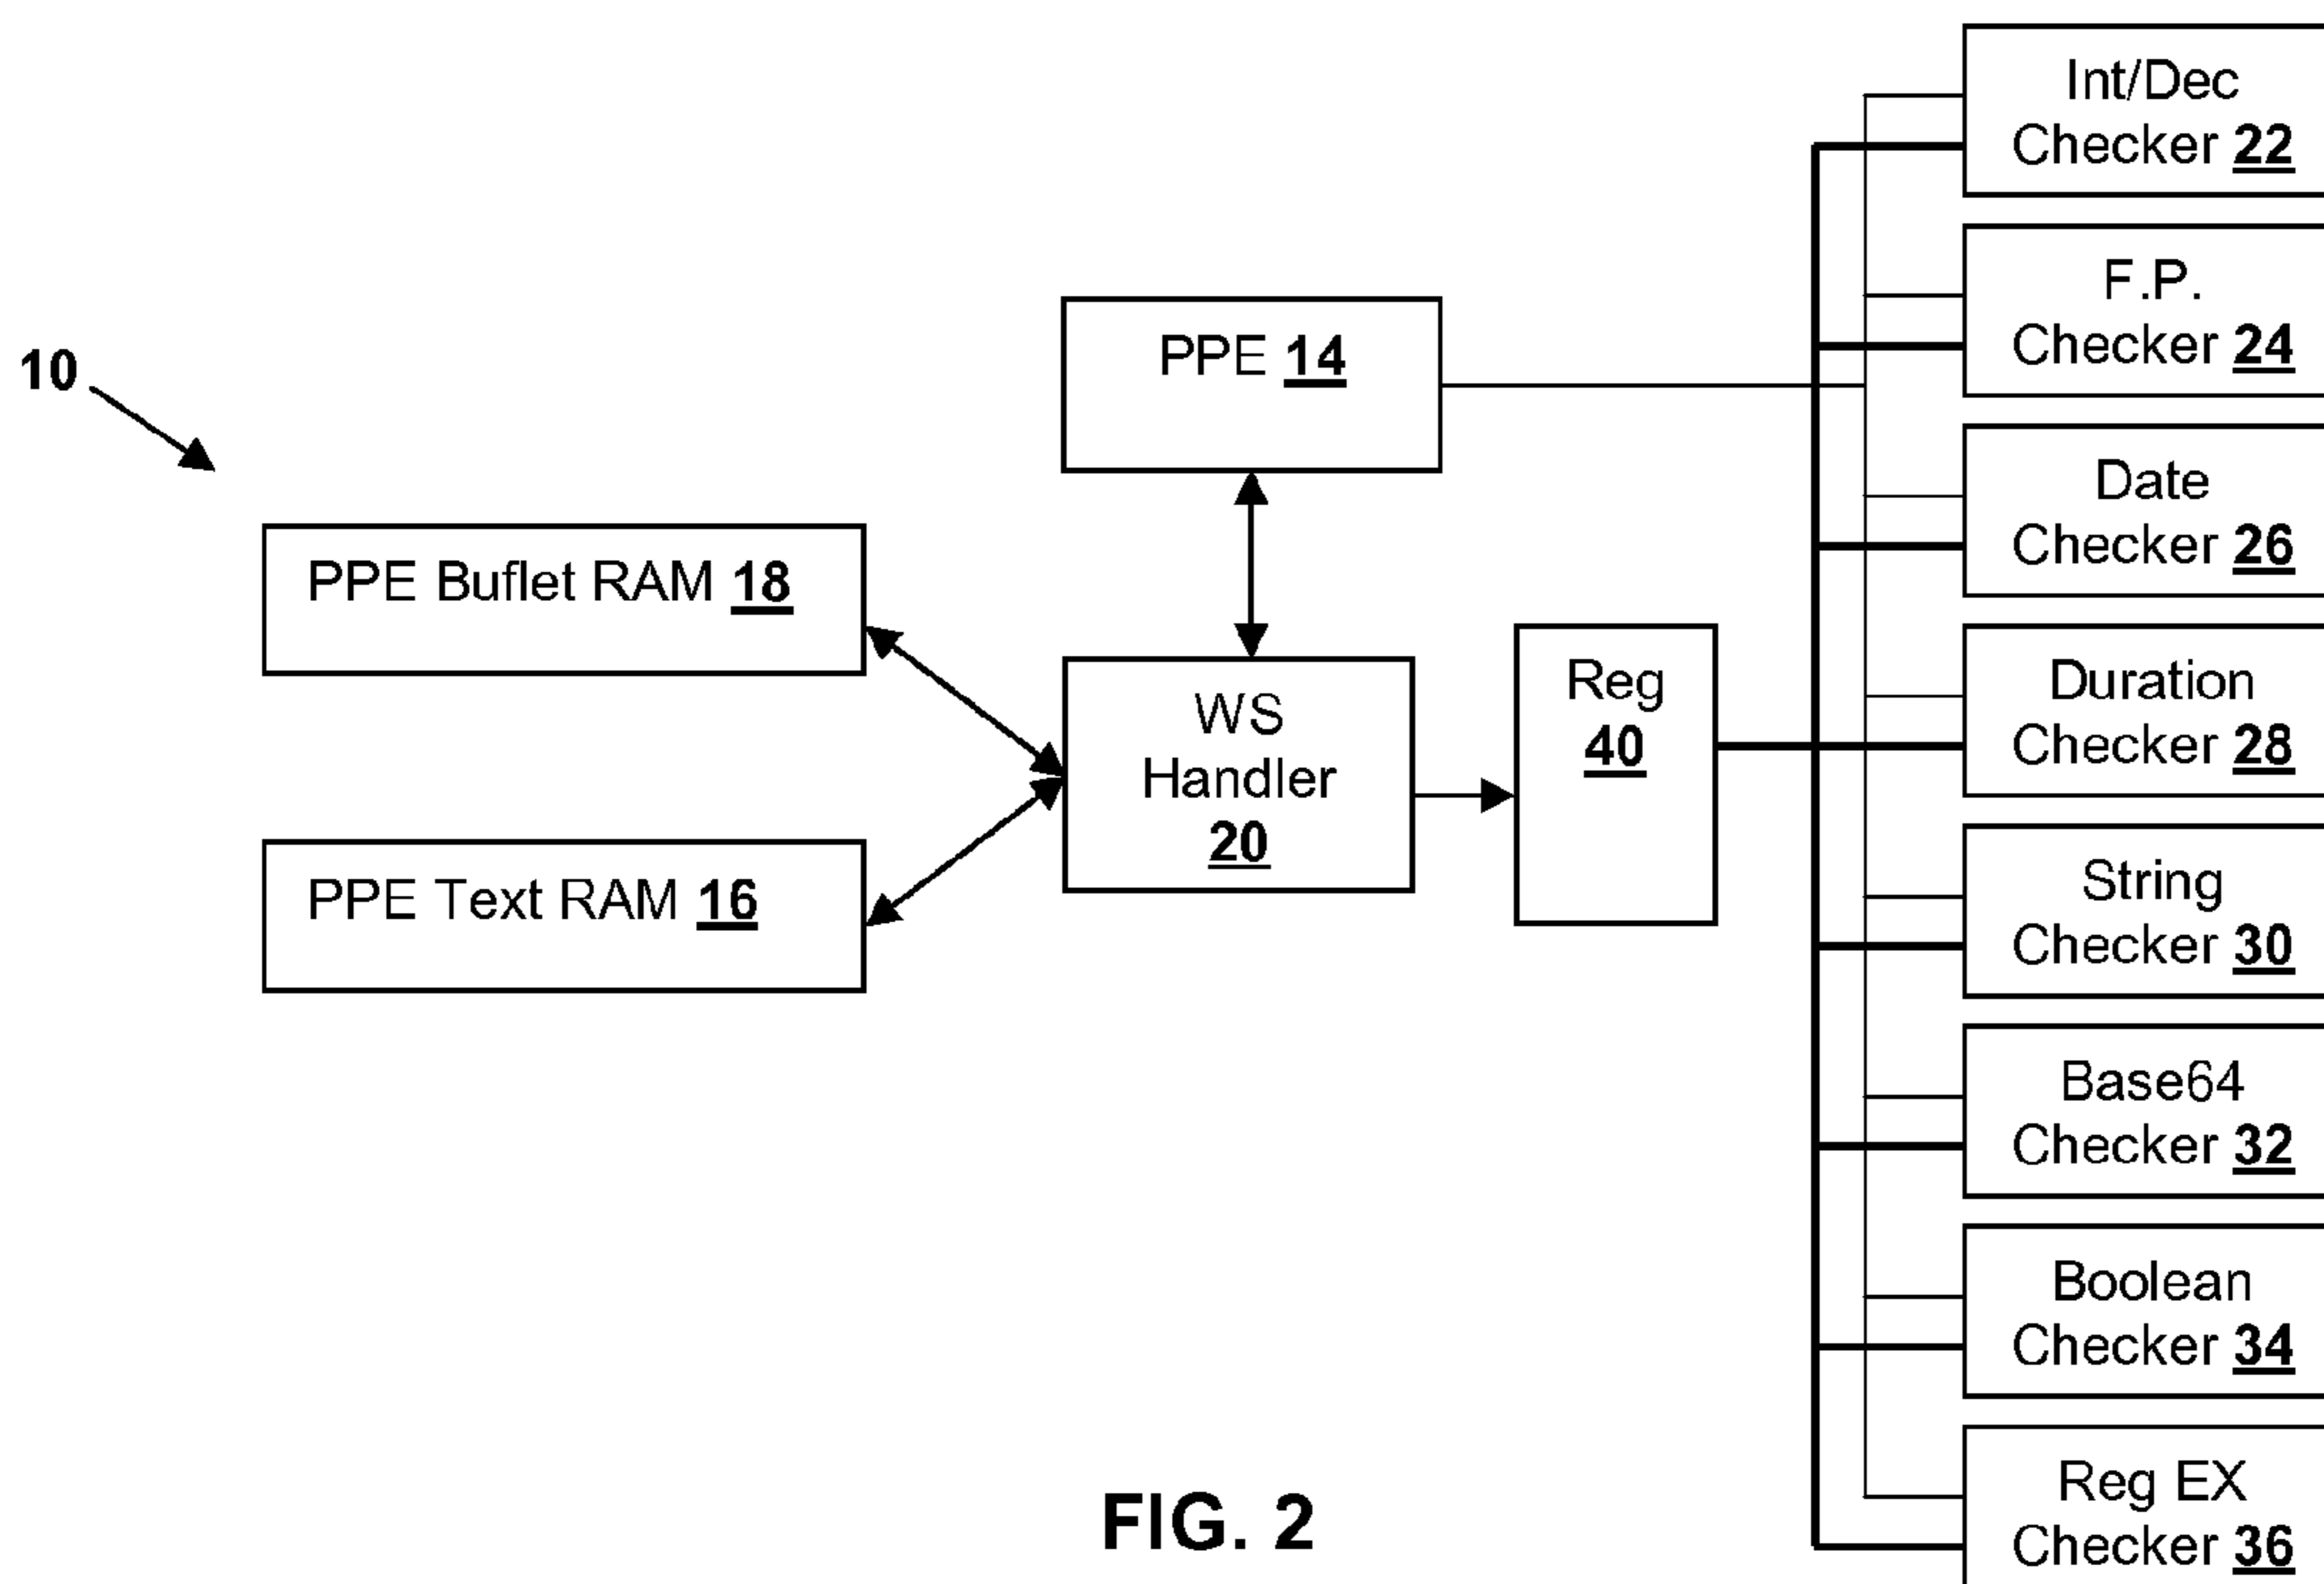 10
PPE 14
PPE Buflet RAM 18
PPE Text RAM 16
WS
Handler
20
Reg
40
Int/Dec
Checker 22
F.P.
Checker 24
Date
Checker 26
Duration
Checker 28
String
Checker 30
Base64
Checker 32
Boolean
Checker 34
Reg EX
Checker 36
FIG. 2